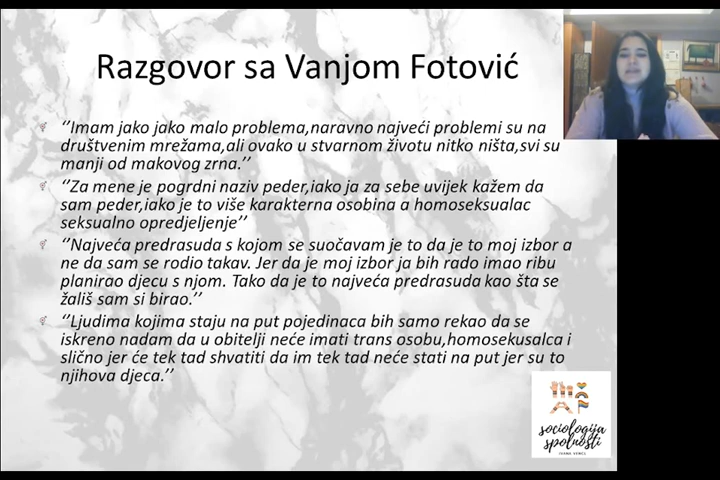 Razgovor sa Vanjom Fotović
‘’Imam jako jako malo problema,naravno najveći problemi su na
društvenim mrežama,ali ovako u stvarnom životu nitko ništa,svi su
manji od makovog zrna.’’
‘’Za mene je pogrdni naziv peder,iako ja za sebe uvijek kažem da
sam peder,iako je to više karakterna osobina a homoseksualac
seksualno opredjeljenje’’
‘’Najveća predrasuda s kojom se suočavam je to da je to moj izbor a
ne da sam se rodio takav. Jer da je moj izbor ja bih rado imao ribu
planirao djecu s njom. Tako da je to najveća predrasuda kao šta se
žališ sam si birao.’’
‘’Ljudima kojima staju na put pojedinaca bih samo rekao da se
iskreno nadam da u obitelji neće imati trans osobu,homosekusalca i
slično jer će tek tad shvatiti da im tek tad neće stati na put jer su to
njihova djeca.’’
sociologija
spolnosti